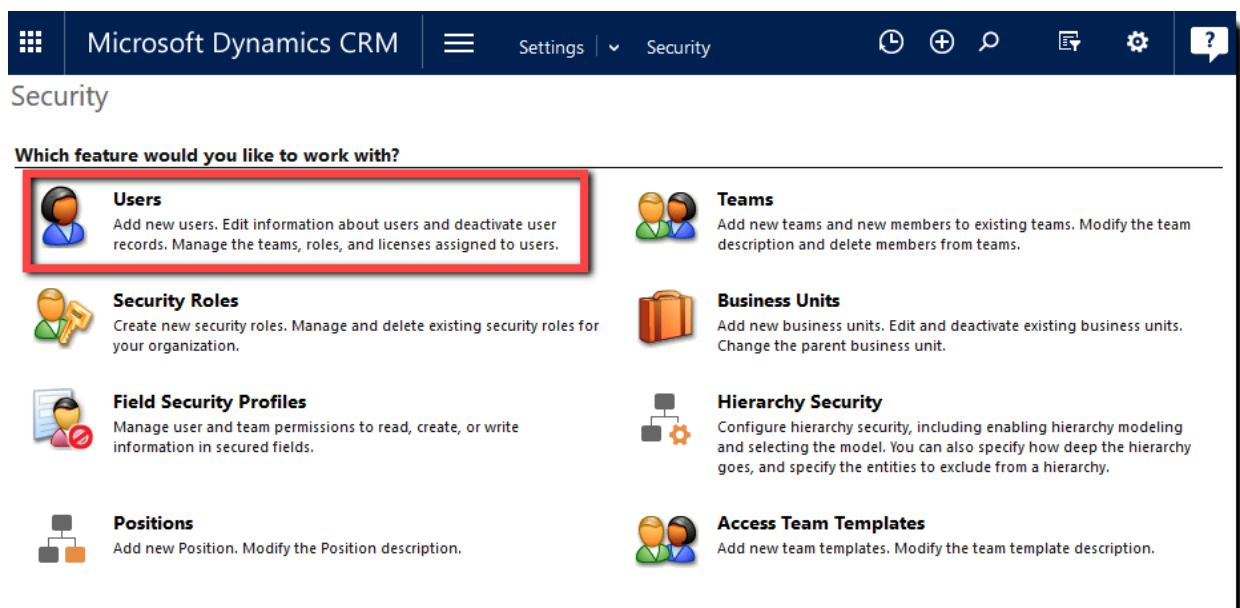 Microsoft Dynamics CRM
Settings
Security
?
Security
Which feature would you like to work with?
Users
Add new users. Edit information about users and deactivate user
records. Manage the teams, roles, and licenses assigned to users.
Teams
Add new teams and new members to existing teams. Modify the team
description and delete members from teams.
Security Roles
Create new security roles. Manage and delete existing security roles for
your organization.
Business Units
Add new business units. Edit and deactivate existing business units.
Change the parent business unit.
Field Security Profiles
Manage user and team permissions to read, create, or write
information in secured fields.
Hierarchy Security
Configure hierarchy security, including enabling hierarchy modeling
and selecting the model. You can also specify how deep the hierarchy
goes, and specify the entities to exclude from a hierarchy.
Positions
Add new Position. Modify the Position description.
Access Team Templates
Add new team templates. Modify the team template description.